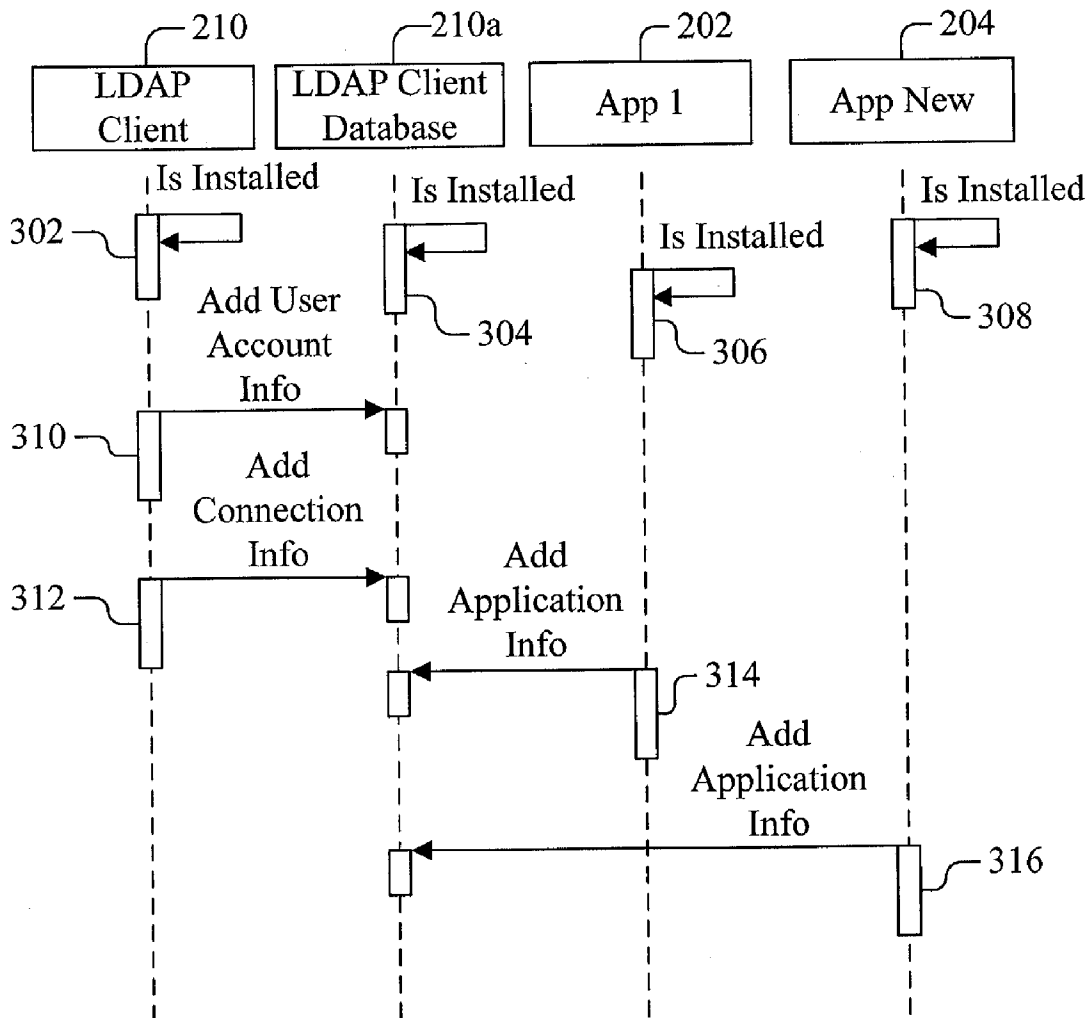 210
210a
202
204
LDAP
Client
LDAP Client
Database
App 1
App New
Is Installed
Is Installed
Is Installed
Is Installed
302
304
306
308
Add User
Account
Info
310
Add
Connection
Info
312
Add
Application
Info
314
Add
Application
Info
316